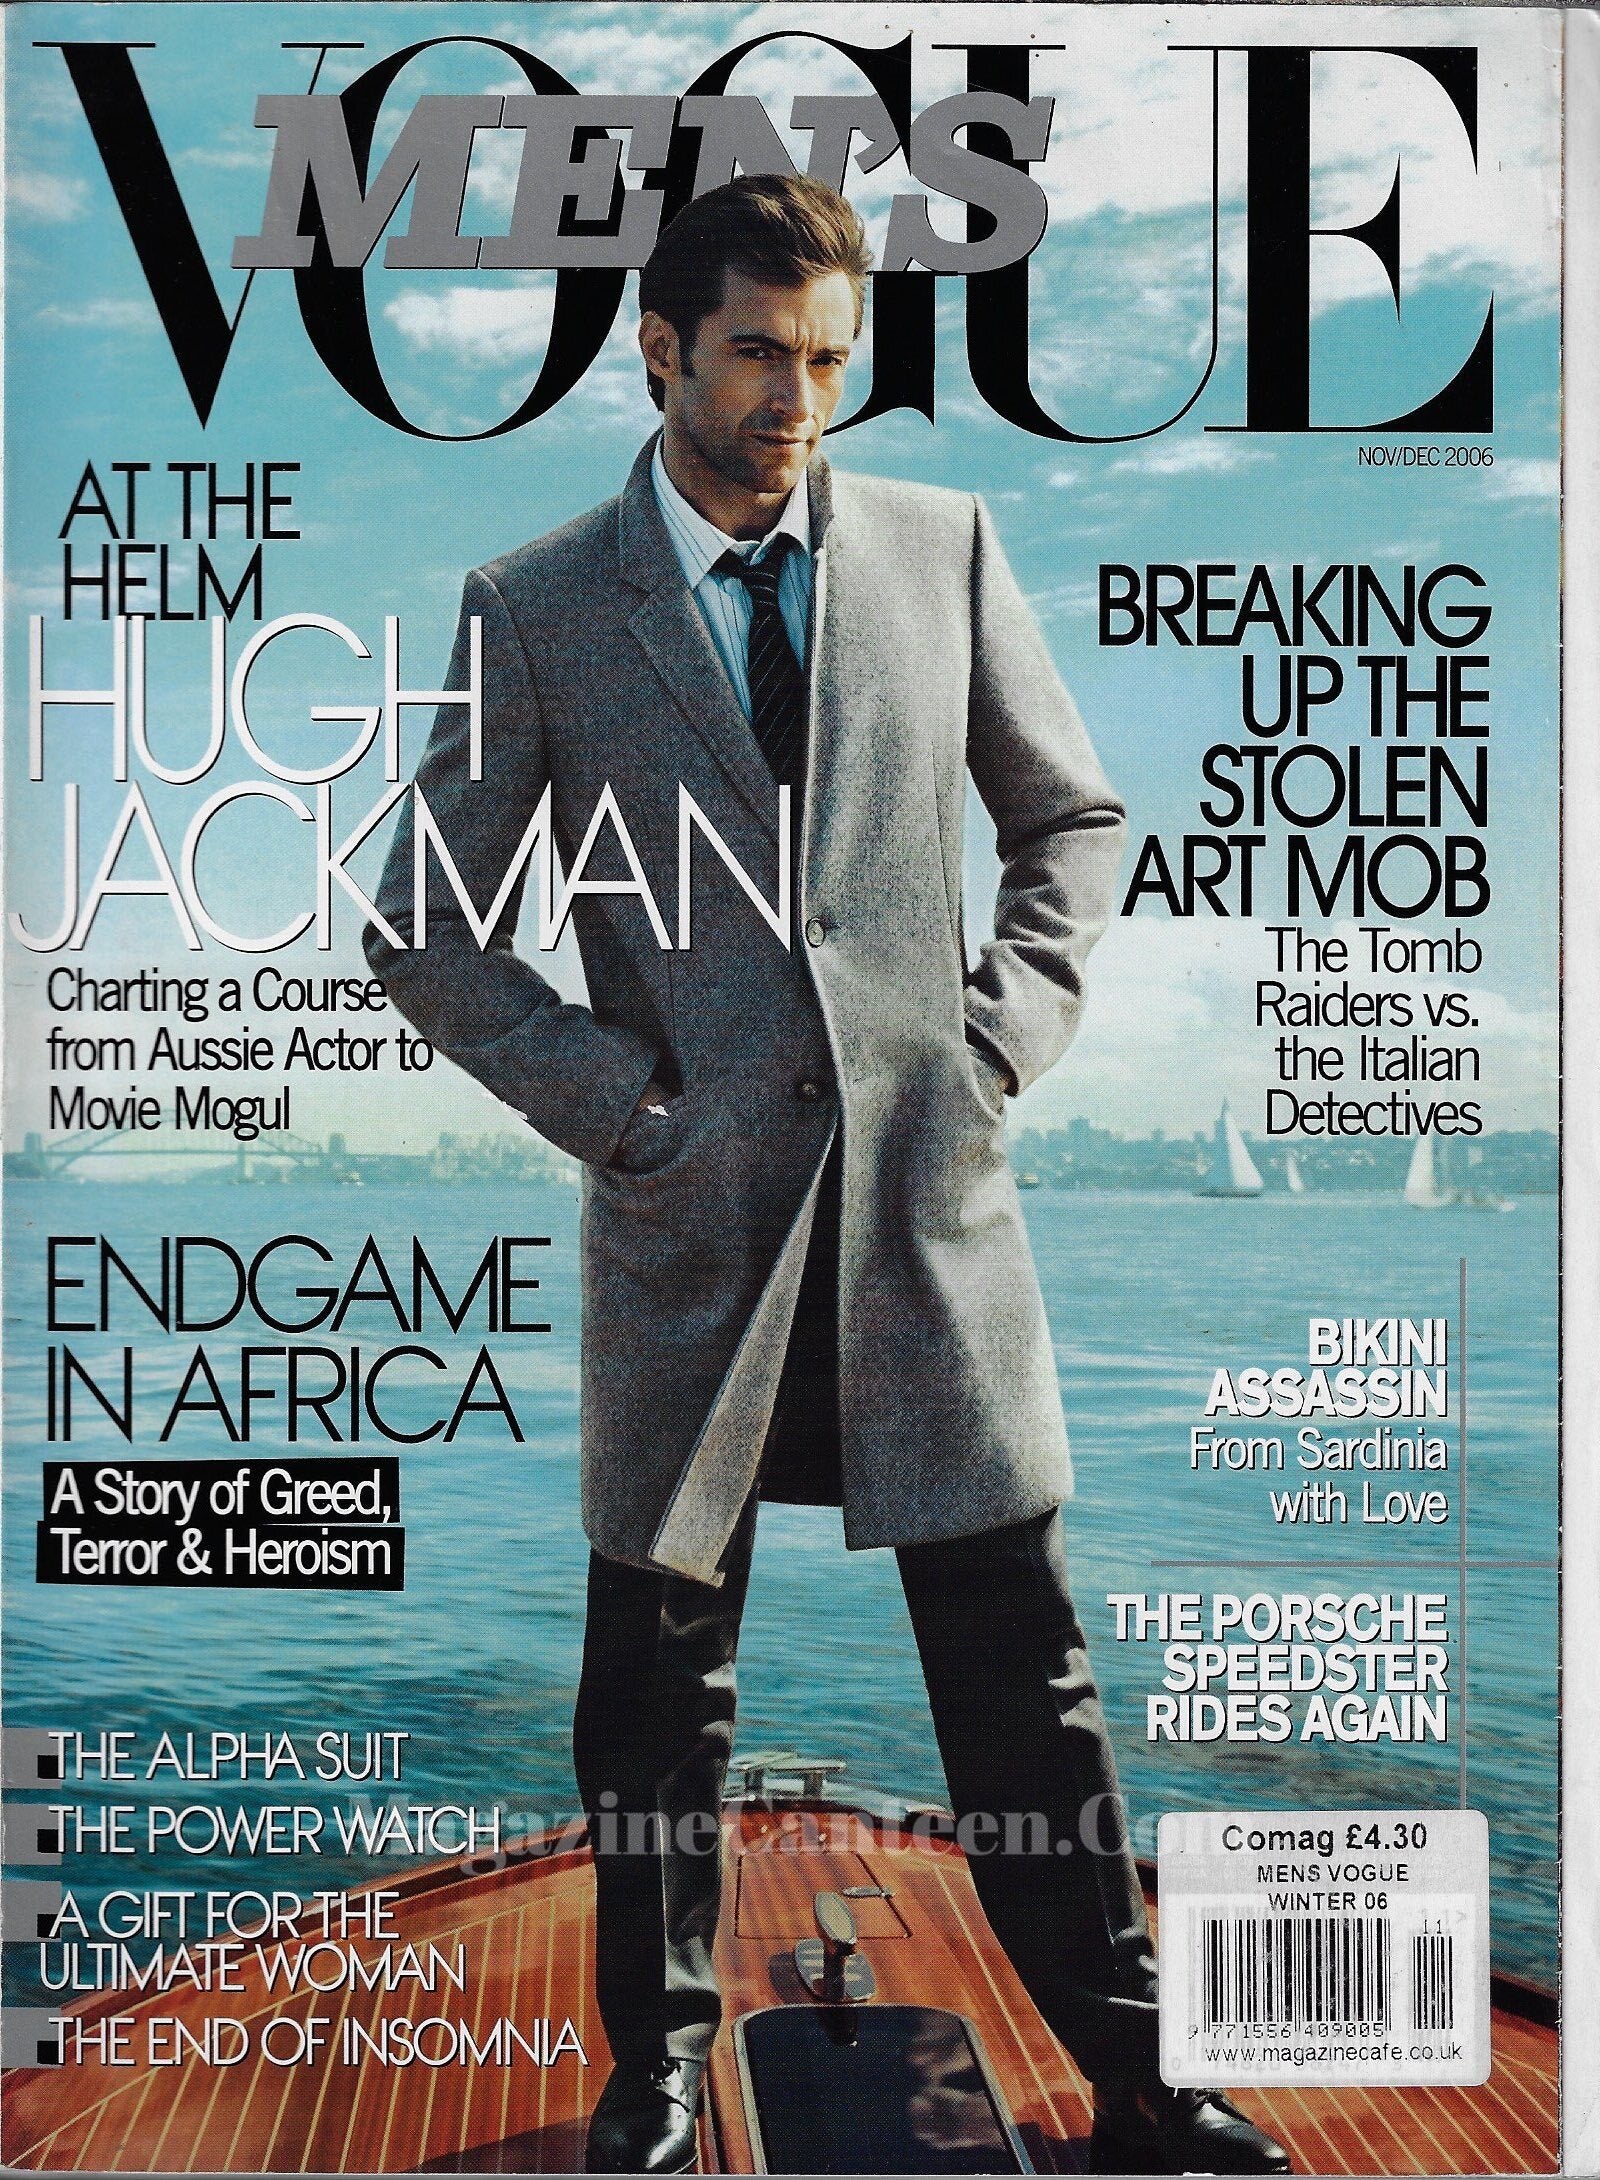 VOGUE
MEN'S
NOV/DEC 2006
AT THE
HELM
HUGH
JACKMAN
Charting a Course
from Aussie Actor to
Movie Mogul
BREAKING
UP THE
STOLEN
ART MOB
The Tomb
Raiders vs.
the Italian
Detectives
ENDGAME
IN AFRICA
A Story of Greed,
Terror & Heroism
BIKINI
ASSASSIN
From Sardinia
with Love
THE PORSCHE
SPEEDSTER
RIDES AGAIN
THE ALPHA SUIT
THE POWER WATCH
A GIFT FOR THE
ULTIMATE WOMAN
THE END OF INSOMNIA
MagazineCanteen.Com
Comag £4.30
MENS VOGUE
WINTER 06
11>
9 771556 409005
www.magazinecafe.co.uk